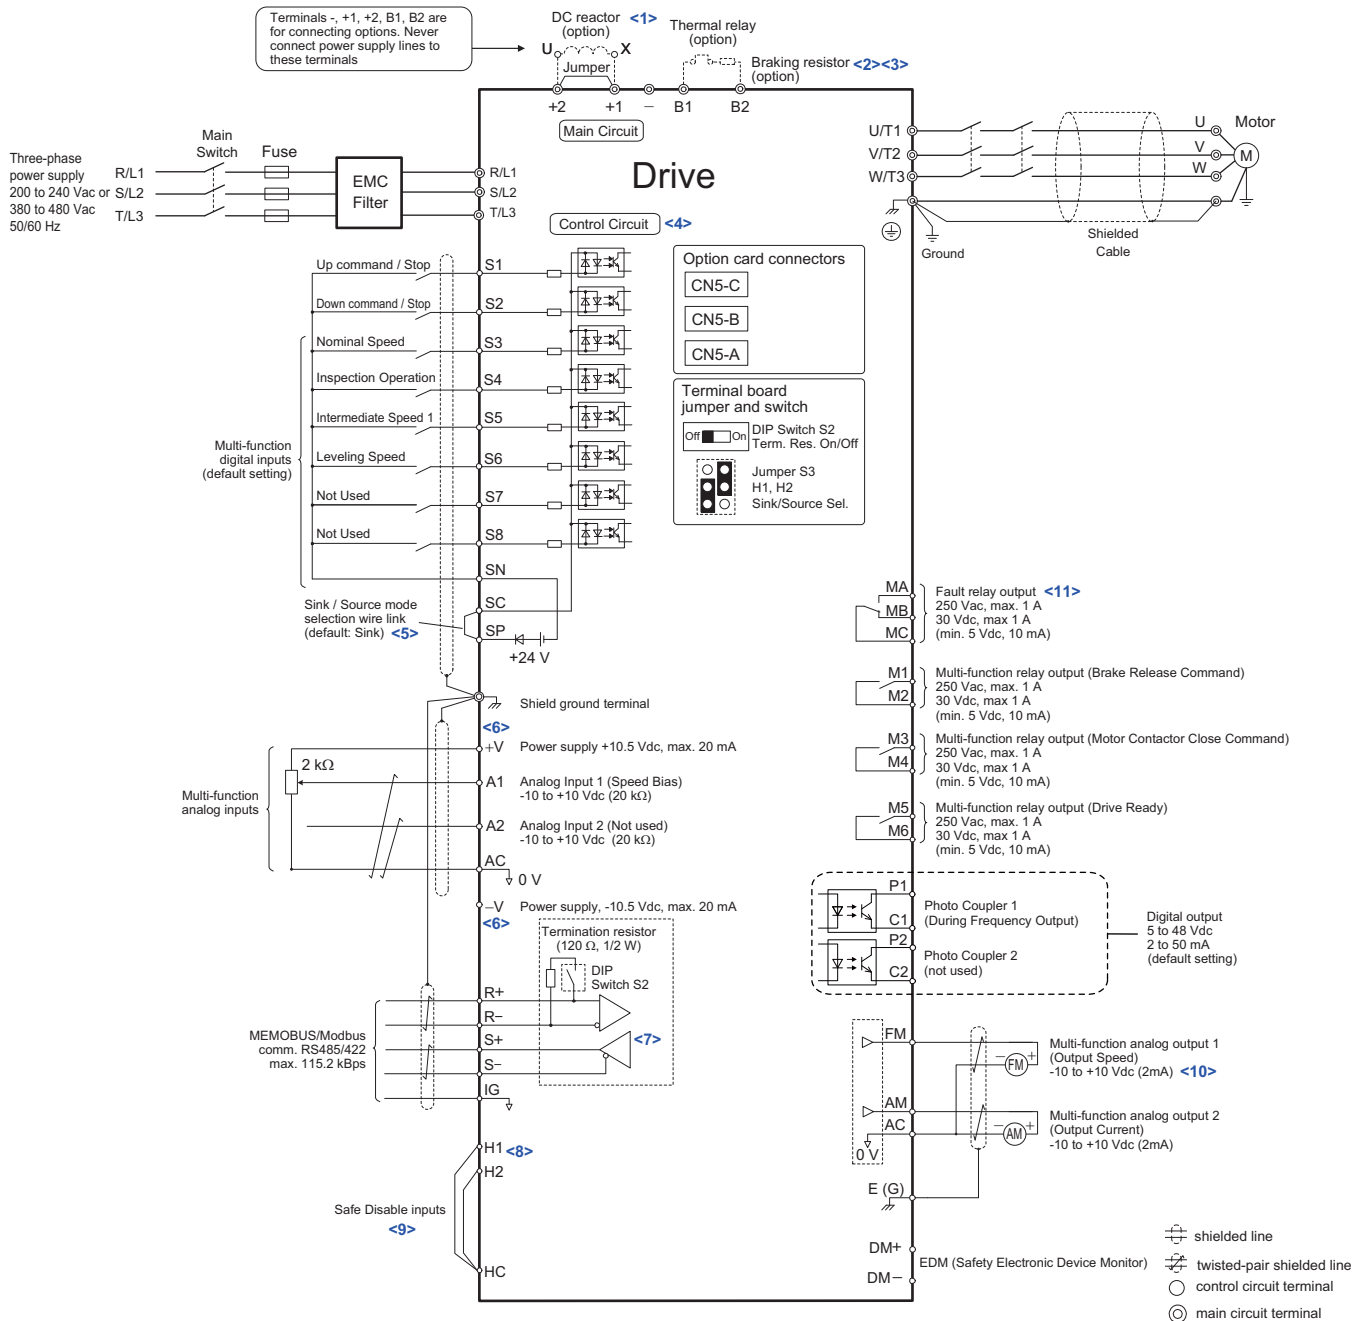 Terminals -, +1, +2, B1, B2 are
for connecting options. Never
connect power supply lines to
these terminals
DC reactor <1>
(option)
U X
Jumper
Thermal relay
(option)
Braking resistor <2><3>
(option)
+2 +1 – B1 B2
Main Circuit
Drive
Three-phase
power supply
200 to 240 Vac or
380 to 480 Vac
50/60 Hz
R/L1
S/L2
T/L3
Main
Switch
Fuse
EMC
Filter
R/L1
S/L2
T/L3
U/T1
V/T2
W/T3
U
V
W
Motor
M
Ground
Shielded
Cable
Control Circuit <4>
Option card connectors
CN5-C
CN5-B
CN5-A
Terminal board
jumper and switch
Off On
DIP Switch S2
Term. Res. On/Off
Jumper S3
H1, H2
Sink/Source Sel.
Up command / Stop S1
Down command / Stop S2
Nominal Speed S3
Inspection Operation S4
Intermediate Speed 1 S5
Leveling Speed S6
Not Used S7
Not Used S8
Multi-function
digital inputs
(default setting)
SN
SC
SP
+24 V
Sink / Source mode
selection wire link
(default: Sink) <5>
Shield ground terminal
<6>
+V Power supply +10.5 Vdc, max. 20 mA
2 kΩ
A1 Analog Input 1 (Speed Bias)
-10 to +10 Vdc (20 kΩ)
Multi-function
analog inputs
A2 Analog Input 2 (Not used)
-10 to +10 Vdc (20 kΩ)
AC
0 V
–V Power supply, -10.5 Vdc, max. 20 mA
<6>
Termination resistor
(120 Ω, 1/2 W)
DIP
Switch S2
R+
R–
S+
S–
IG
<7>
MEMOBUS/Modbus
comm. RS485/422
max. 115.2 kBps
H1 <8>
H2
Safe Disable inputs
<9>
HC
MA
MB
MC
Fault relay output <11>
250 Vac, max. 1 A
30 Vdc, max 1 A
(min. 5 Vdc, 10 mA)
M1
M2
Multi-function relay output (Brake Release Command)
250 Vac, max. 1 A
30 Vdc, max 1 A
(min. 5 Vdc, 10 mA)
M3
M4
Multi-function relay output (Motor Contactor Close Command)
250 Vac, max. 1 A
30 Vdc, max 1 A
(min. 5 Vdc, 10 mA)
M5
M6
Multi-function relay output (Drive Ready)
250 Vac, max. 1 A
30 Vdc, max 1 A
(min. 5 Vdc, 10 mA)
P1
C1
Photo Coupler 1
(During Frequency Output)
P2
C2
Photo Coupler 2
(not used)
Digital output
5 to 48 Vdc
2 to 50 mA
(default setting)
FM
– FM +
Multi-function analog output 1
(Output Speed)
-10 to +10 Vdc (2mA) <10>
AM
AC
0 V
– AM +
Multi-function analog output 2
(Output Current)
-10 to +10 Vdc (2mA)
E (G)
DM+
DM–
EDM (Safety Electronic Device Monitor)
shielded line
twisted-pair shielded line
control circuit terminal
main circuit terminal